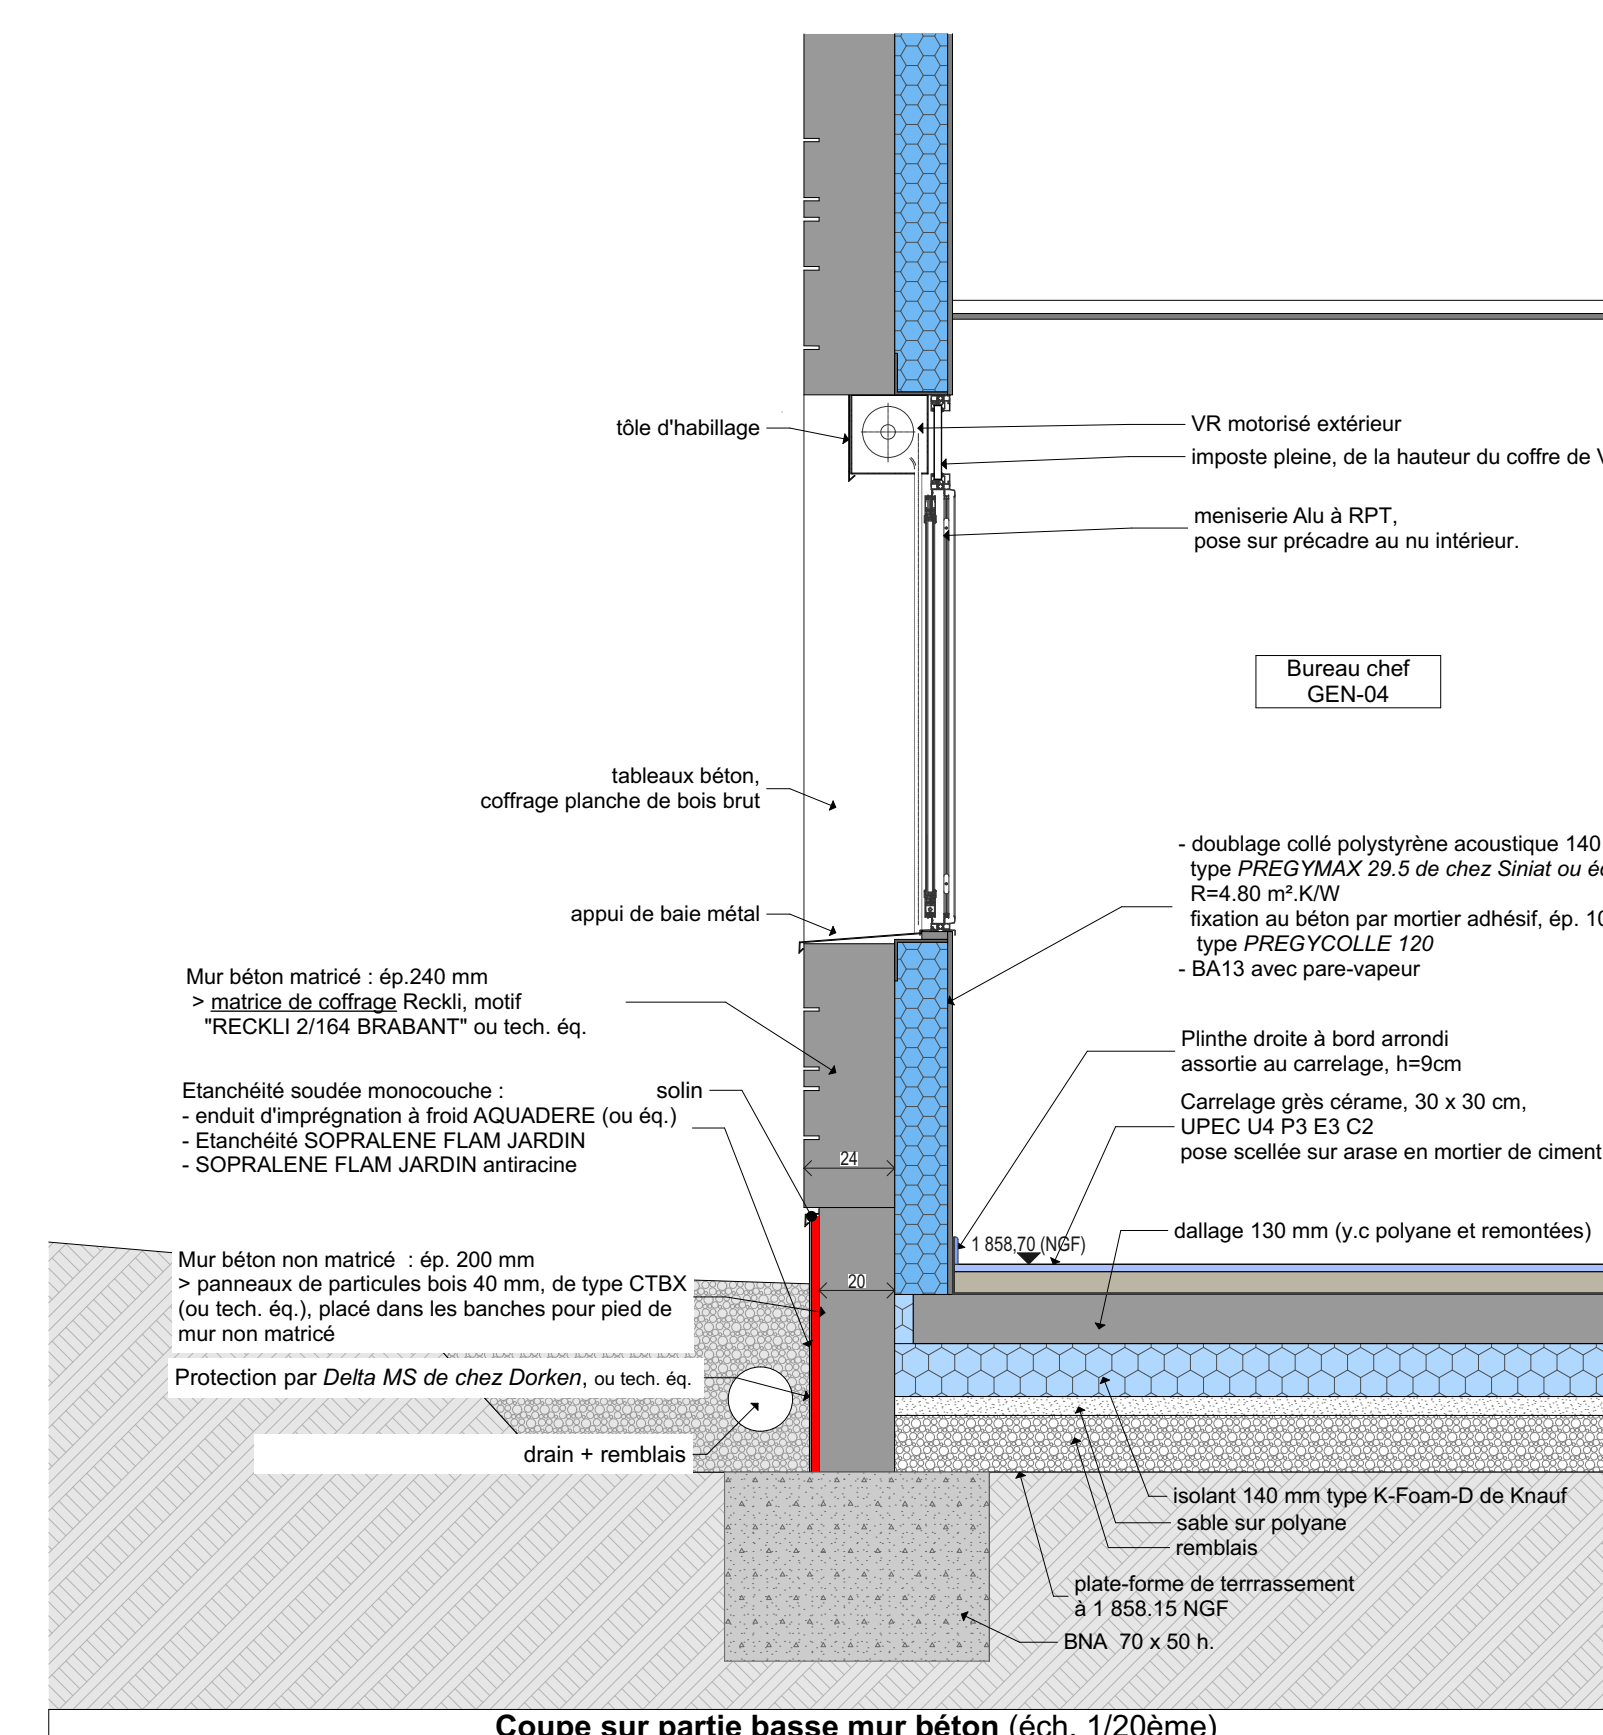 tôle d'habillage
VR motorisé extérieur
imposte pleine, de la hauteur du coffre de V
meniserie Alu à RPT,
pose sur précadre au nu intérieur.
Bureau chef
GEN-04
tableaux béton,
coffrage planche de bois brut
- doublage collé polystyrène acoustique 140
type PREGYMAX 29.5 de chez Siniat ou
R=4.80 m².K/W
fixation au béton par mortier adhésif, ép. 10
type PREGYCOLLE 120
- BA13 avec pare-vapeur
appui de baie métal
Mur béton matricé : ép.240 mm
> matrice de coffrage Reckli, motif
"RECKLI 2/164 BRABANT" ou tech. éq.
Plinthe droite à bord arrondi
assortie au carrelage, h=9cm
Etanchéité soudée monocouche :
- enduit d'imprégnation à froid AQUADERE (ou éq.)
- Etanchéité SOPRALENE FLAM JARDIN
- SOPRALENE FLAM JARDIN antiracine
solin
Carrelage grès cérame, 30 x 30 cm,
UPEC U4 P3 E3 C2
pose scellée sur arase en mortier de ciment
24
dallage 130 mm (y.c polyane et remontées)
1 858,70 (NGF)
Mur béton non matricé : ép. 200 mm
> panneaux de particules bois 40 mm, de type CTBX
(ou tech. éq.), placé dans les banches pour pied de
mur non matricé
20
Protection par Delta MS de chez Dorken, ou tech. éq.
drain + remblais
isolant 140 mm type K-Foam-D de Knauf
sable sur polyane
remblais
plate-forme de terrrassement
à 1 858.15 NGF
BNA 70 x 50 h.
Coupe sur partie basse mur béton (éch. 1/20ème)